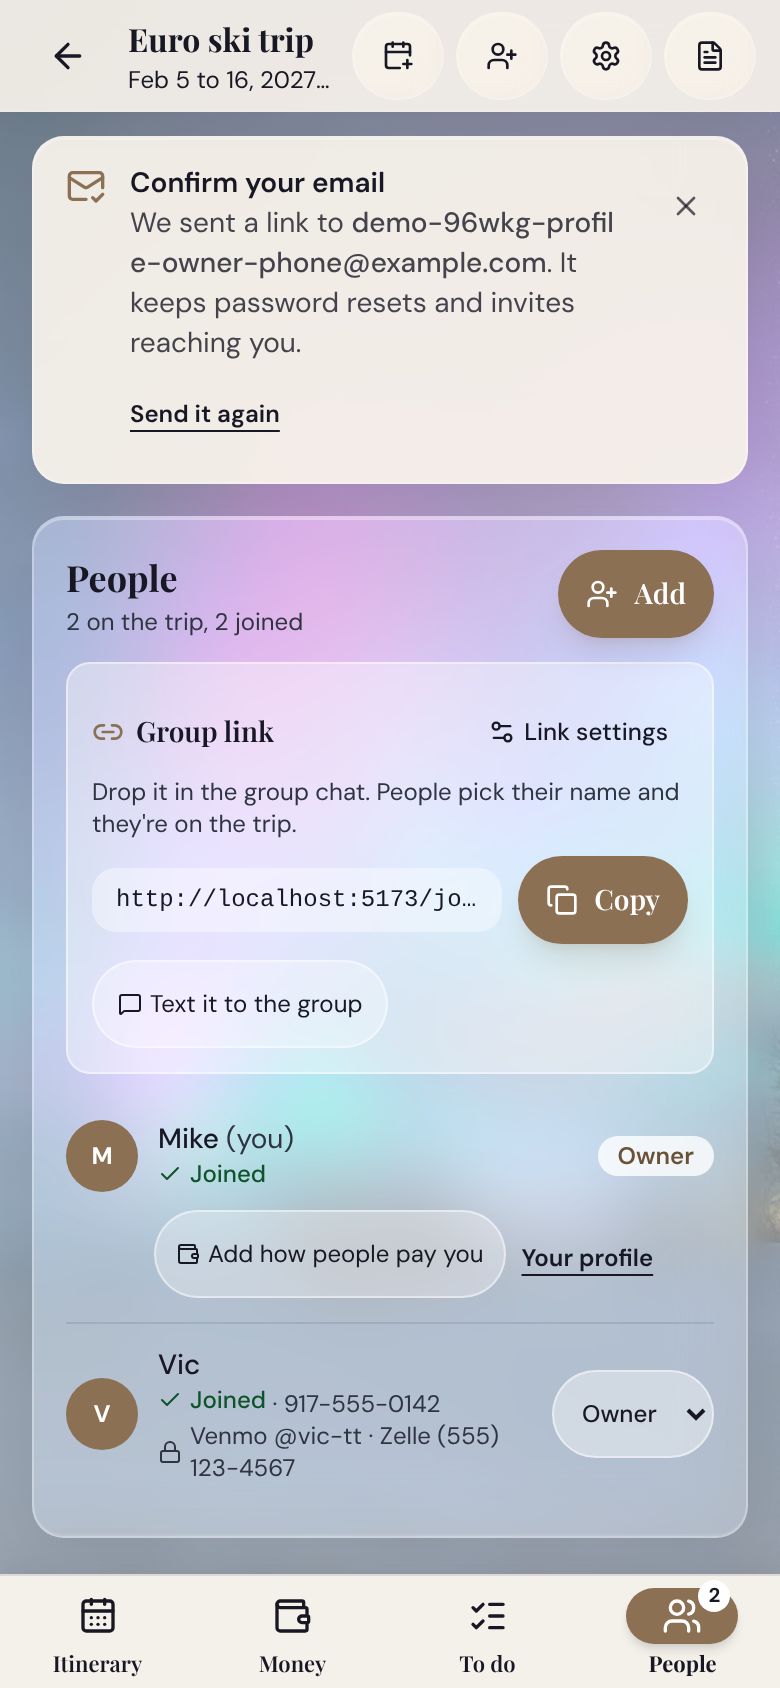 Euro ski trip
Feb 5 to 16, 2027...
Confirm your email
We sent a link to demo-96wkg-profil
e-owner-phone@example.com. It
keeps password resets and invites
reaching you.
Send it again
People
2 on the trip, 2 joined
Add
Group link
Link settings
Drop it in the group chat. People pick their name and
they're on the trip.
http://localhost:5173/jo...
Copy
Text it to the group
M
Mike (you)
Joined
Owner
Add how people pay you
Your profile
V
Vic
Joined · 917-555-0142
Venmo @vic-tt · Zelle (555)
123-4567
Owner
Itinerary
Money
To do
2
People